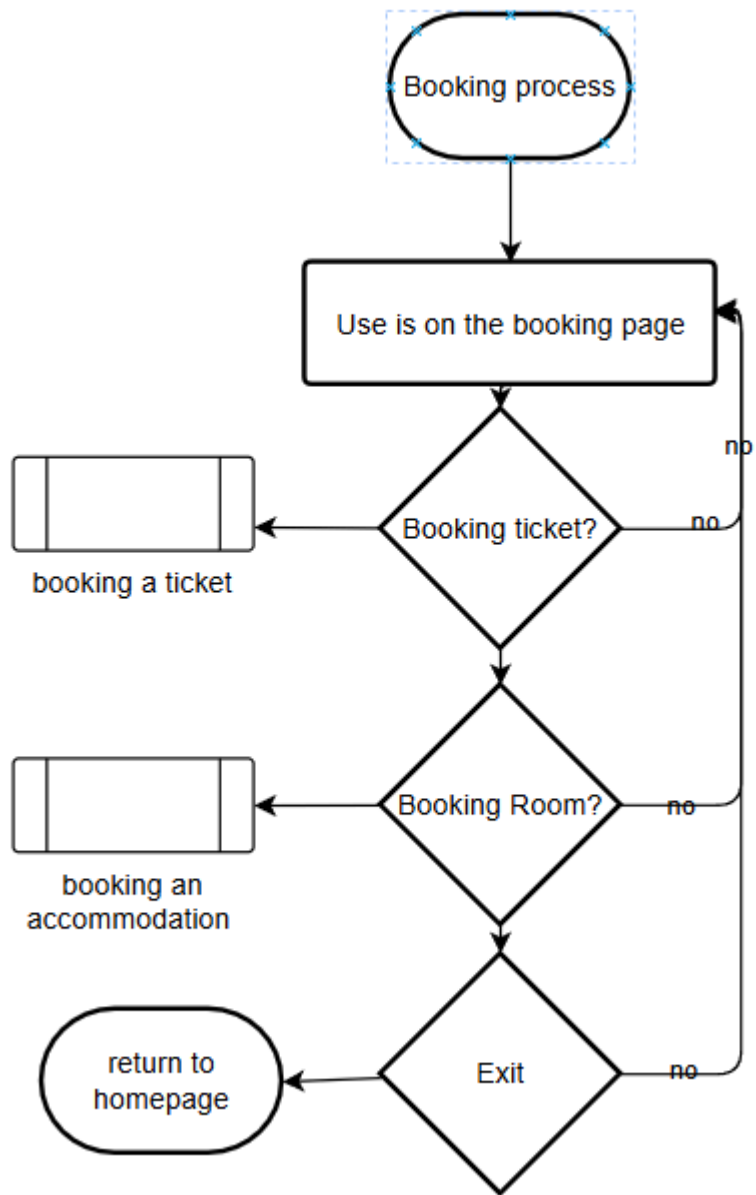 Booking process
Use is on the booking page
no
Booking ticket?
no
booking a ticket
Booking Room?
no
booking an
accommodation
return to
homepage
Exit
no